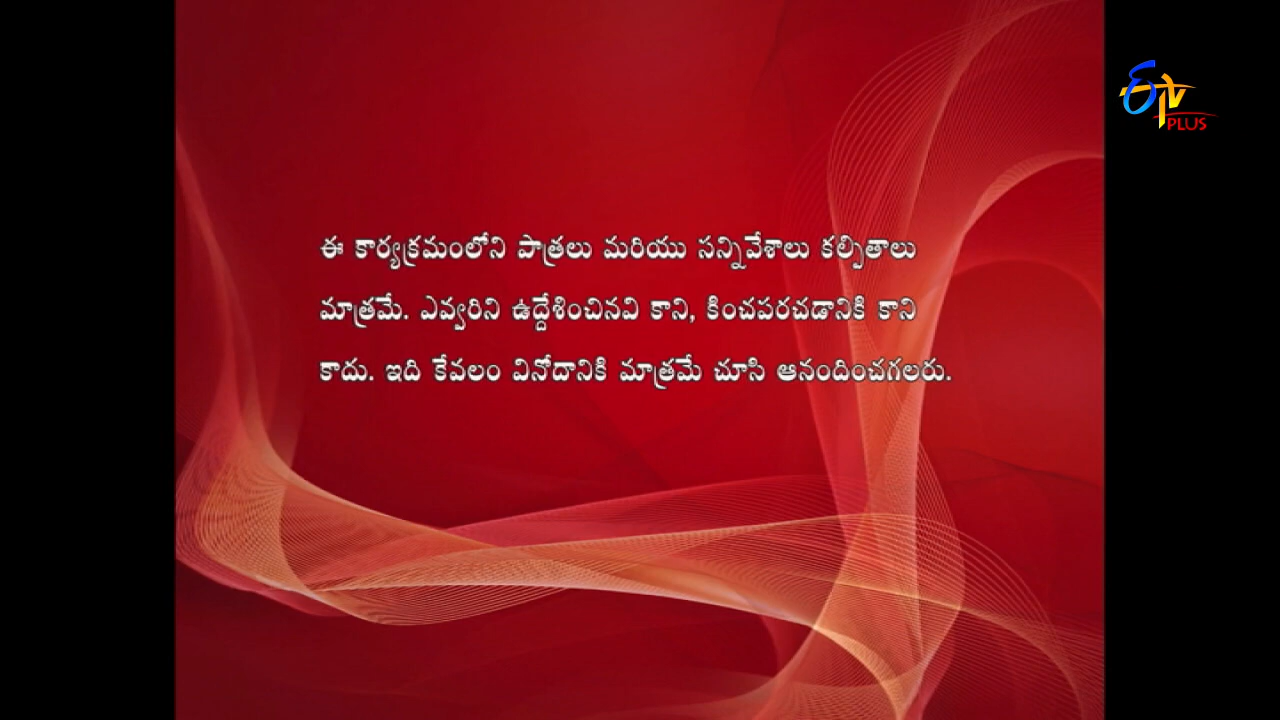 ETV
PLUS
ఈ కార్యక్రమంలోని పాత్రలు మరియు సన్నివేశాలు కల్పితాలు
మాత్రమే. ఎవ్వరిని ఉద్దేశించినవి కాని, కించపరచడానికి కాని
కాదు. ఇది కేవలం వినోదానికి మాత్రమే చూసి ఆనందించగలరు.